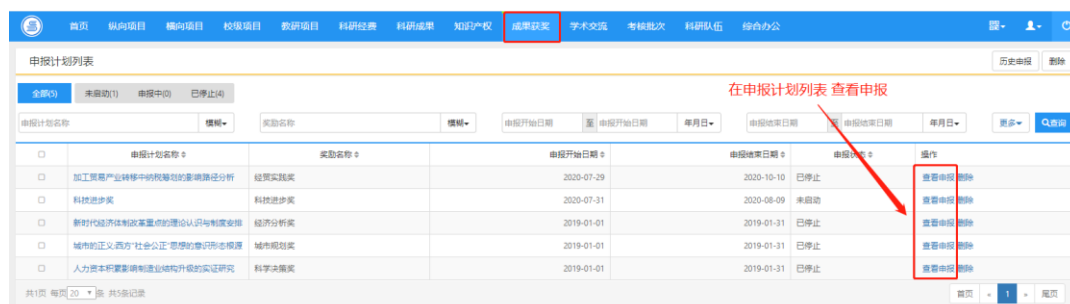 首页 纵向项目 横向项目 校级项目 教研项目 科研经费 科研成果 知识产权 成果获奖 学术交流 考核批次 科研队伍 综合办公
申报计划列表 历史申报 删除
在申报计划列表 查看申报
全部(5) 未启动(1) 申报中(0) 已停止(4)
申报计划名称 模糊 奖励名称 模糊 申报开始日期 至 申报开始日期 年月日 申报结束日期 至 申报结束日期 年月日 更多 查询
申报计划名称 奖励名称 申报开始日期 申报结束日期 申报状态 操作
加工贸易产业转移中纳税筹划的影响路径分析 经贸实践奖 2020-07-29 2020-10-10 已停止 查看申报 删除
科技进步奖 科技进步奖 2020-07-31 2020-08-09 未启动 查看申报 删除
新时代经济体制改革重点的理论认识与制度安排 经济分析奖 2019-01-01 2019-01-31 已停止 查看申报 删除
城市的正义:西方"社会公正"思想的意识形态根源 城市规划奖 2019-01-01 2019-01-31 已停止 查看申报 删除
人力资本积累影响制造业结构升级的实证研究 科学决策奖 2019-01-01 2019-01-31 已停止 查看申报 删除
共1页 每页 20 条 共5条记录 首页 « 1 » 尾页